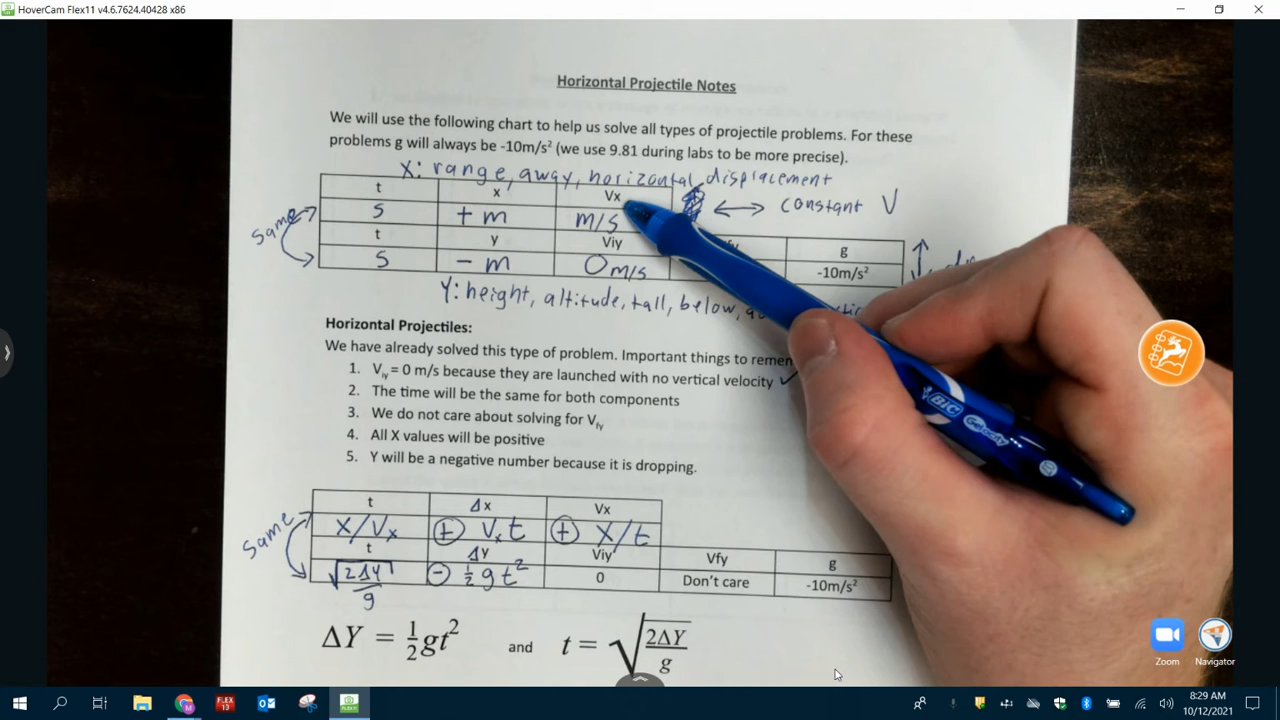 HoverCam Flex11 v4.6.7624.40428 x86
Horizontal Projectile Notes
We will use the following chart to help us solve all types of projectile problems. For these
problems g will always be -10m/s² (we use 9.81 during labs to be more precise).
X: range, away, horizontal displacement
t x Vx
same s + m m/s ↔ constant V
t y Viy fy g
s - m 0 m/s -10m/s²
Y: height, altitude, tall, below,
Horizontal Projectiles:
We have already solved this type of problem. Important things to remem
1. Viy = 0 m/s because they are launched with no vertical velocity ✓
2. The time will be the same for both components
3. We do not care about solving for Vfy
4. All X values will be positive
5. Y will be a negative number because it is dropping.
t Δx Vx
same X/Vx + Vxt + X/t
t Δy Viy Vfy g
√2ΔY/g - ½gt² 0 Don't care -10m/s²
ΔY = ½gt² and t = √2ΔY/g
BIC Gelocity
Zoom Navigator
FLEX 13
8:29 AM
10/12/2021